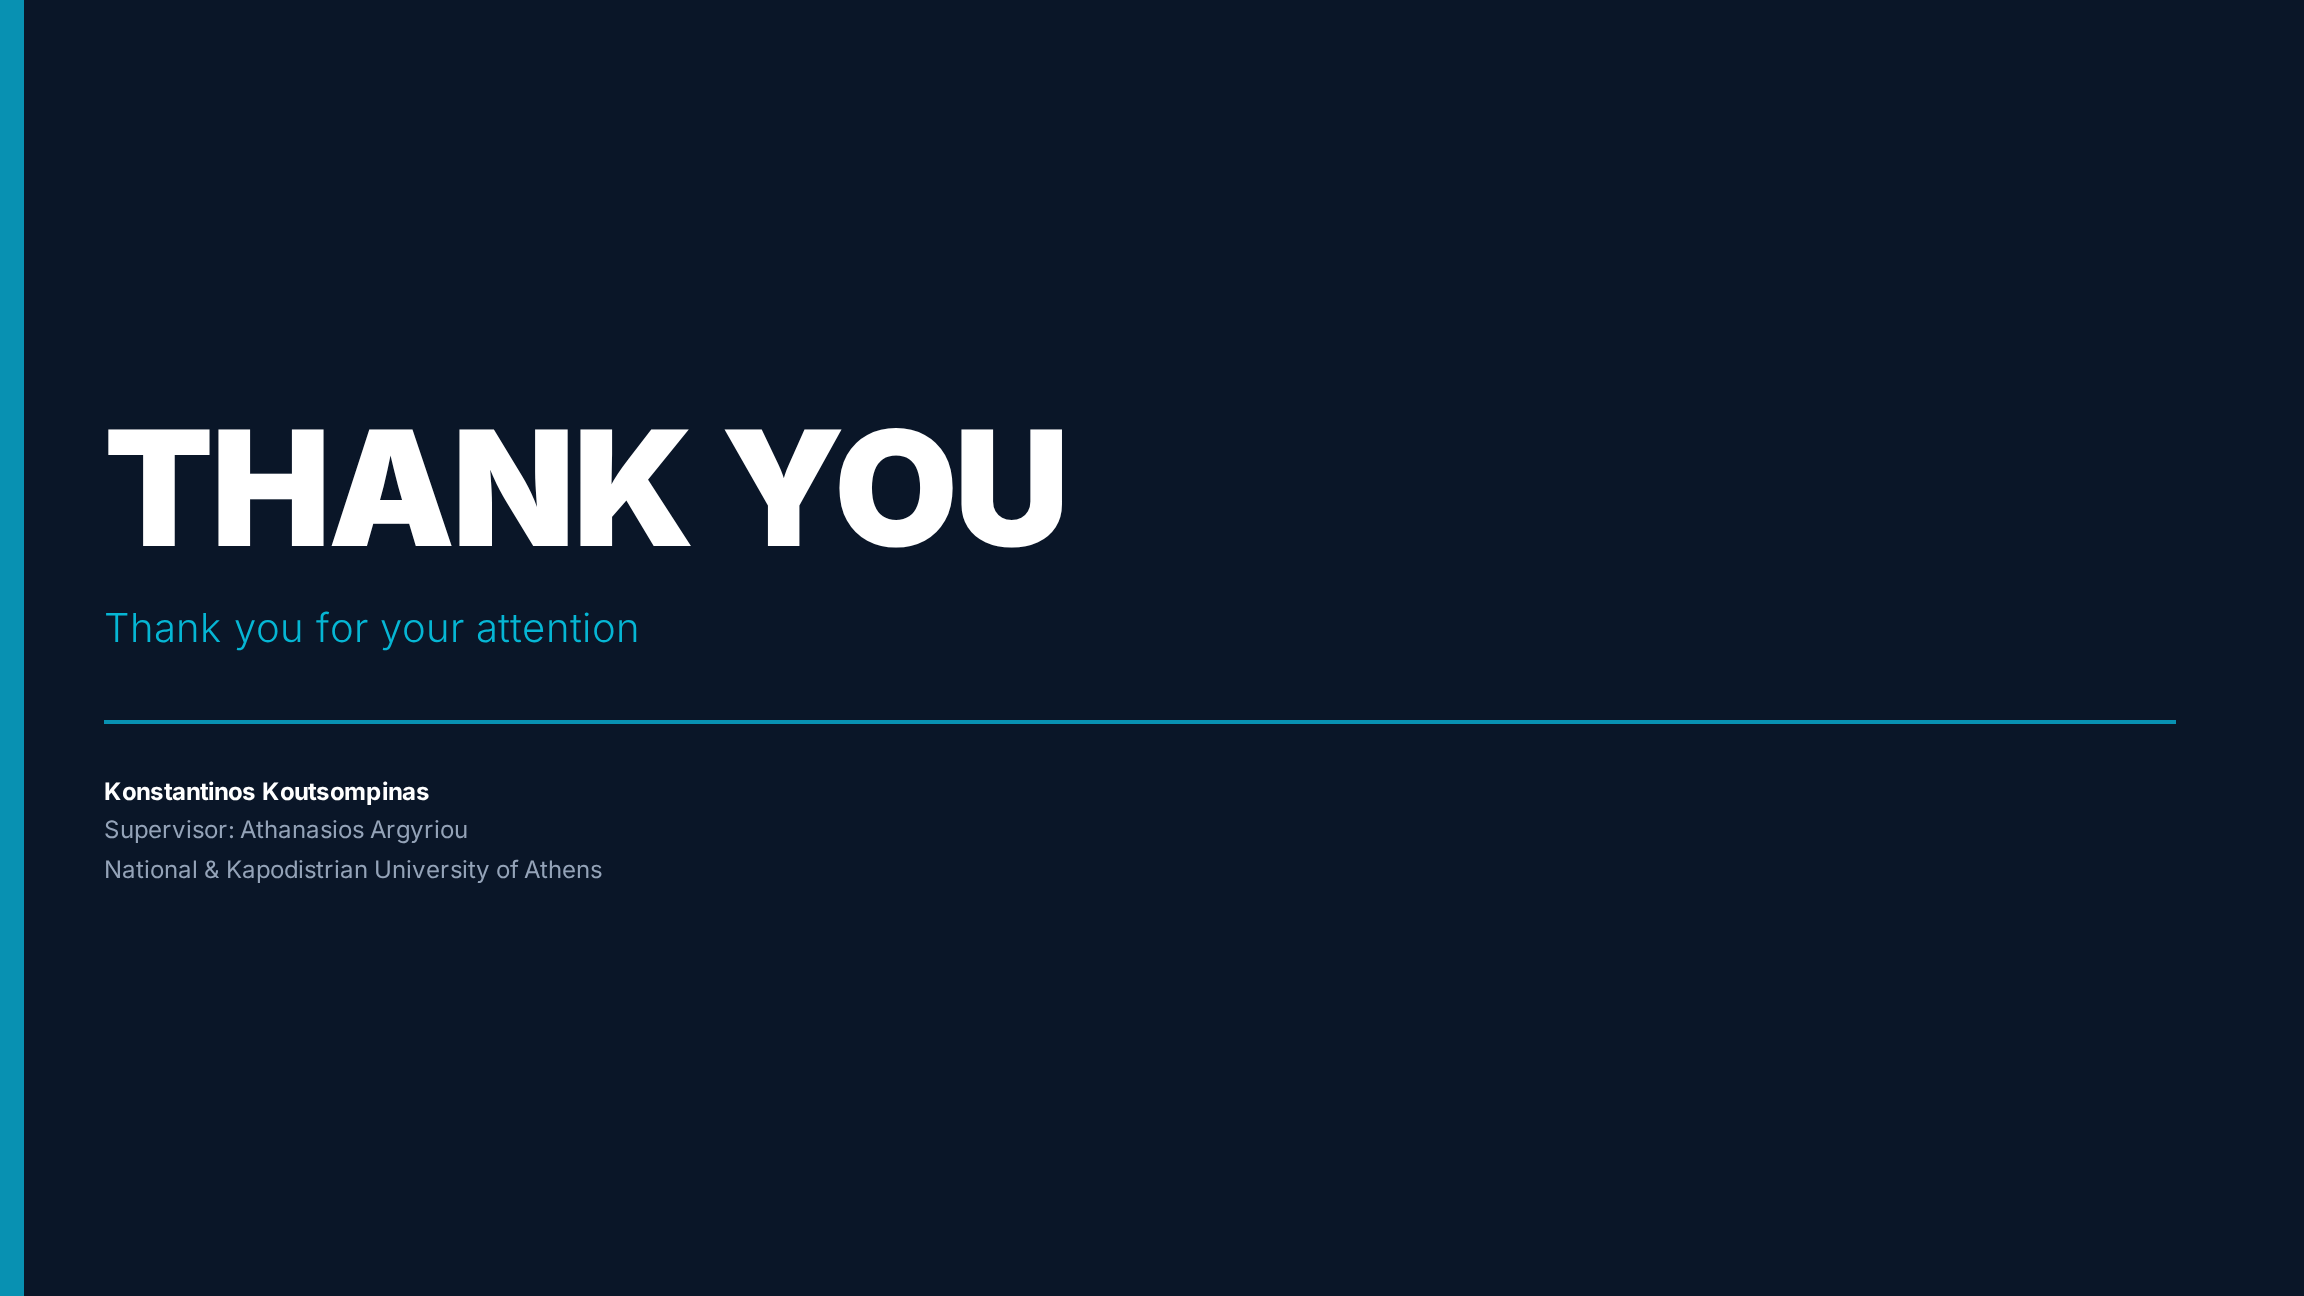 THANK YOU
Thank you for your attention
Konstantinos Koutsompinas
Supervisor: Athanasios Argyriou
National & Kapodistrian University of Athens